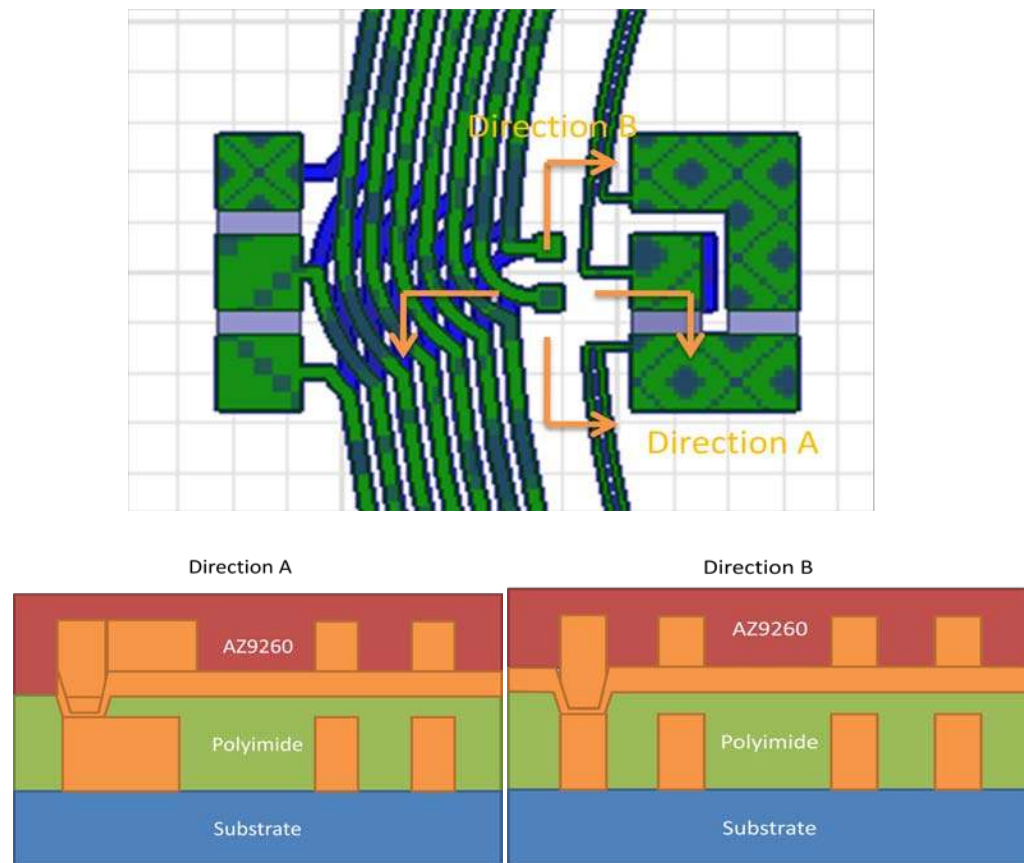 Direction B
Direction A
Direction A
Direction B
AZ9260
AZ9260
Polyimide
Polyimide
Substrate
Substrate